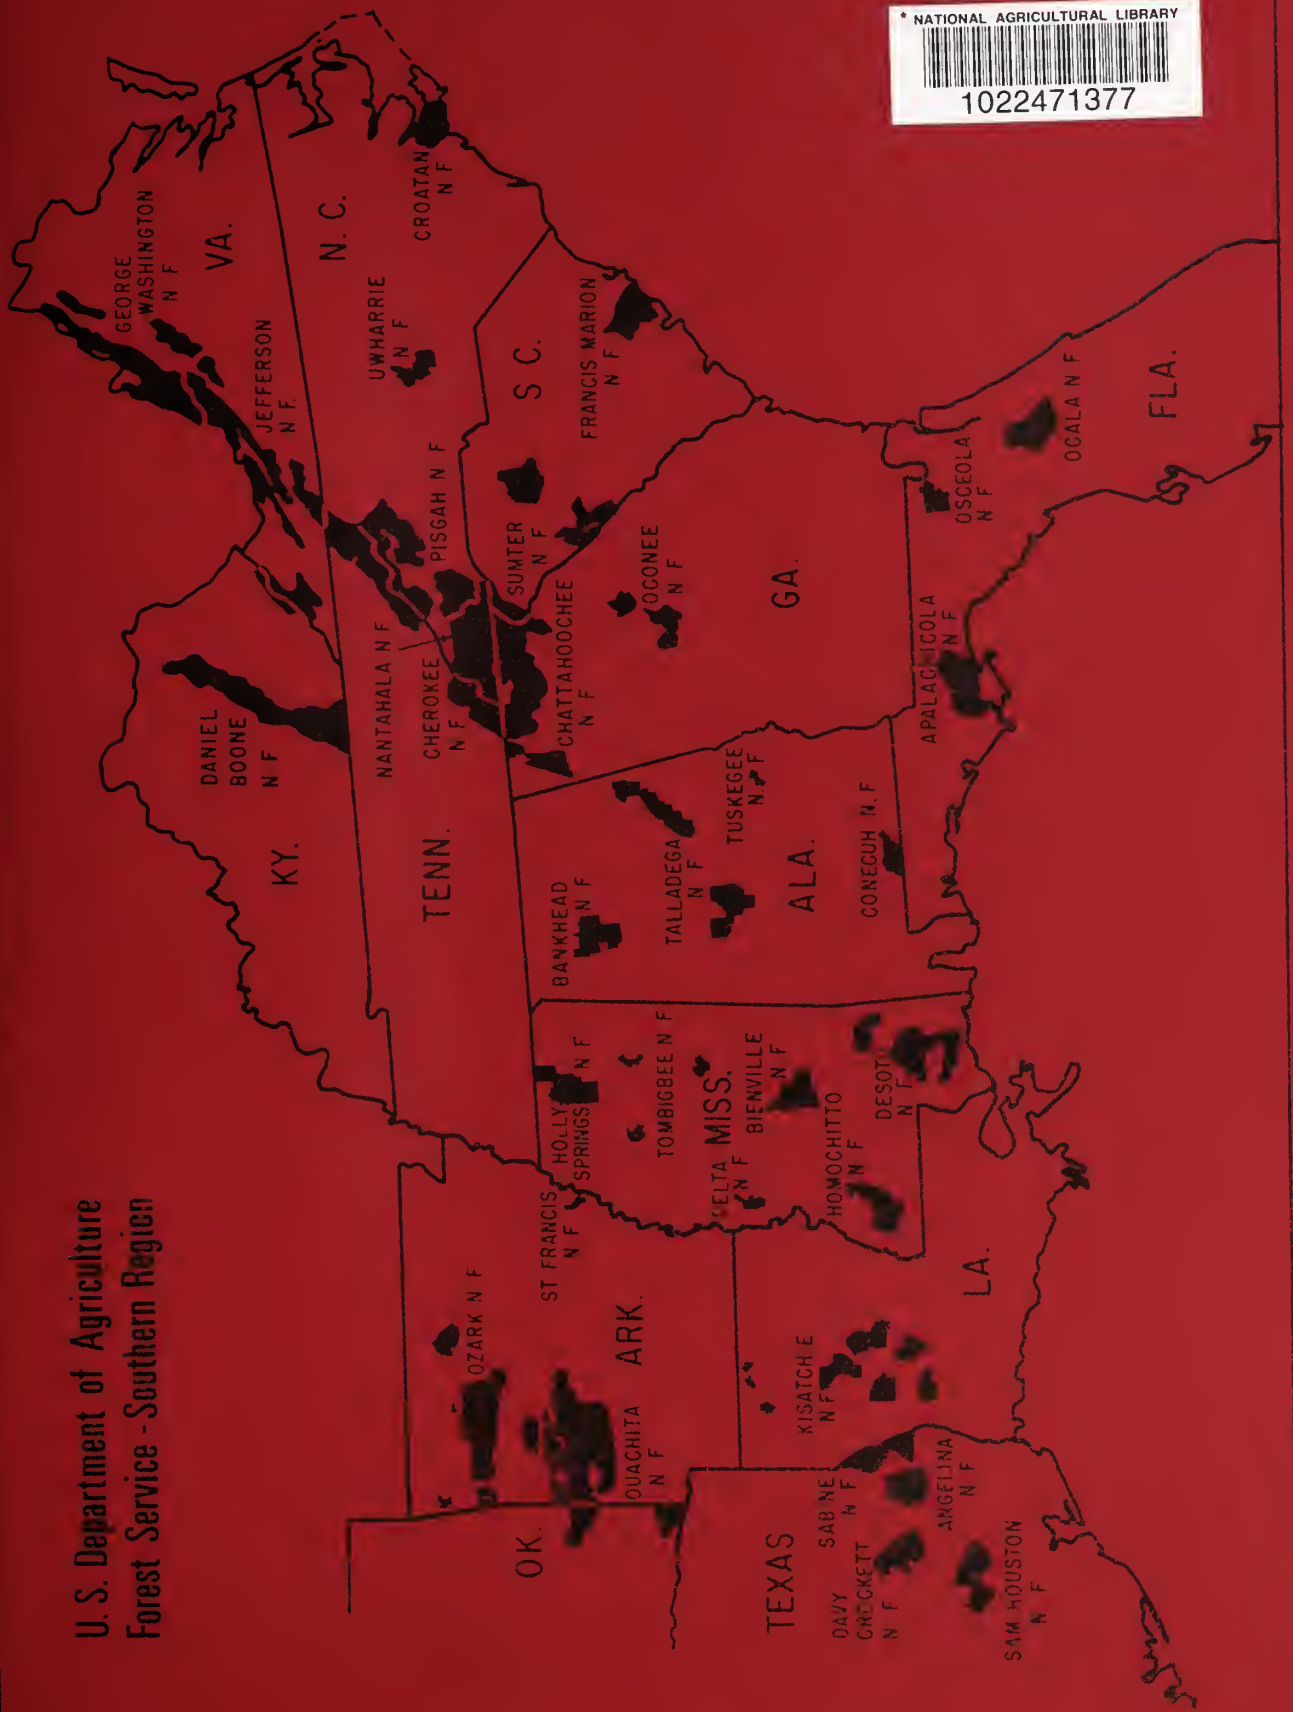 * NATIONAL AGRICULTURAL LIBRARY
1022471377
U. S. Department of Agriculture
Forest Service - Southern Region
GEORGE
WASHINGTON
N F
VA.
JEFFERSON
N F.
N. C.
CROATAN
N F
UWHARRIE
N F
PISGAH N F
S C.
FRANCIS MARION
N F
SUMTER
N F
DANIEL
BOONE
N F
KY.
NANTAHALA N F
CHEROKEE
N F
TENN.
CHATTAHOOCHEE
N F
OCONEE
N F
GA.
OSCEOLA
N F
OCALA N F
FLA.
APALACHICOLA
N F
BANKHEAD
N F
TALLADEGA
N F
TUSKEGEE
N. F
ALA.
CONECUH N. F
HOLLY
SPRINGS N F
TOMBIGBEE N F
MISS.
DELTA
N F
BIENVILLE
N F
HOMOCHITTO
N F
DESOTO
N F
ST FRANCIS
N F
OZARK N F
ARK.
OUACHITA
N F
OK.
KISATCHIE
N F
LA.
TEXAS
SABINE
N F
DAVY
CROCKETT
N F
ANGELINA
N F
SAM HOUSTON
N F